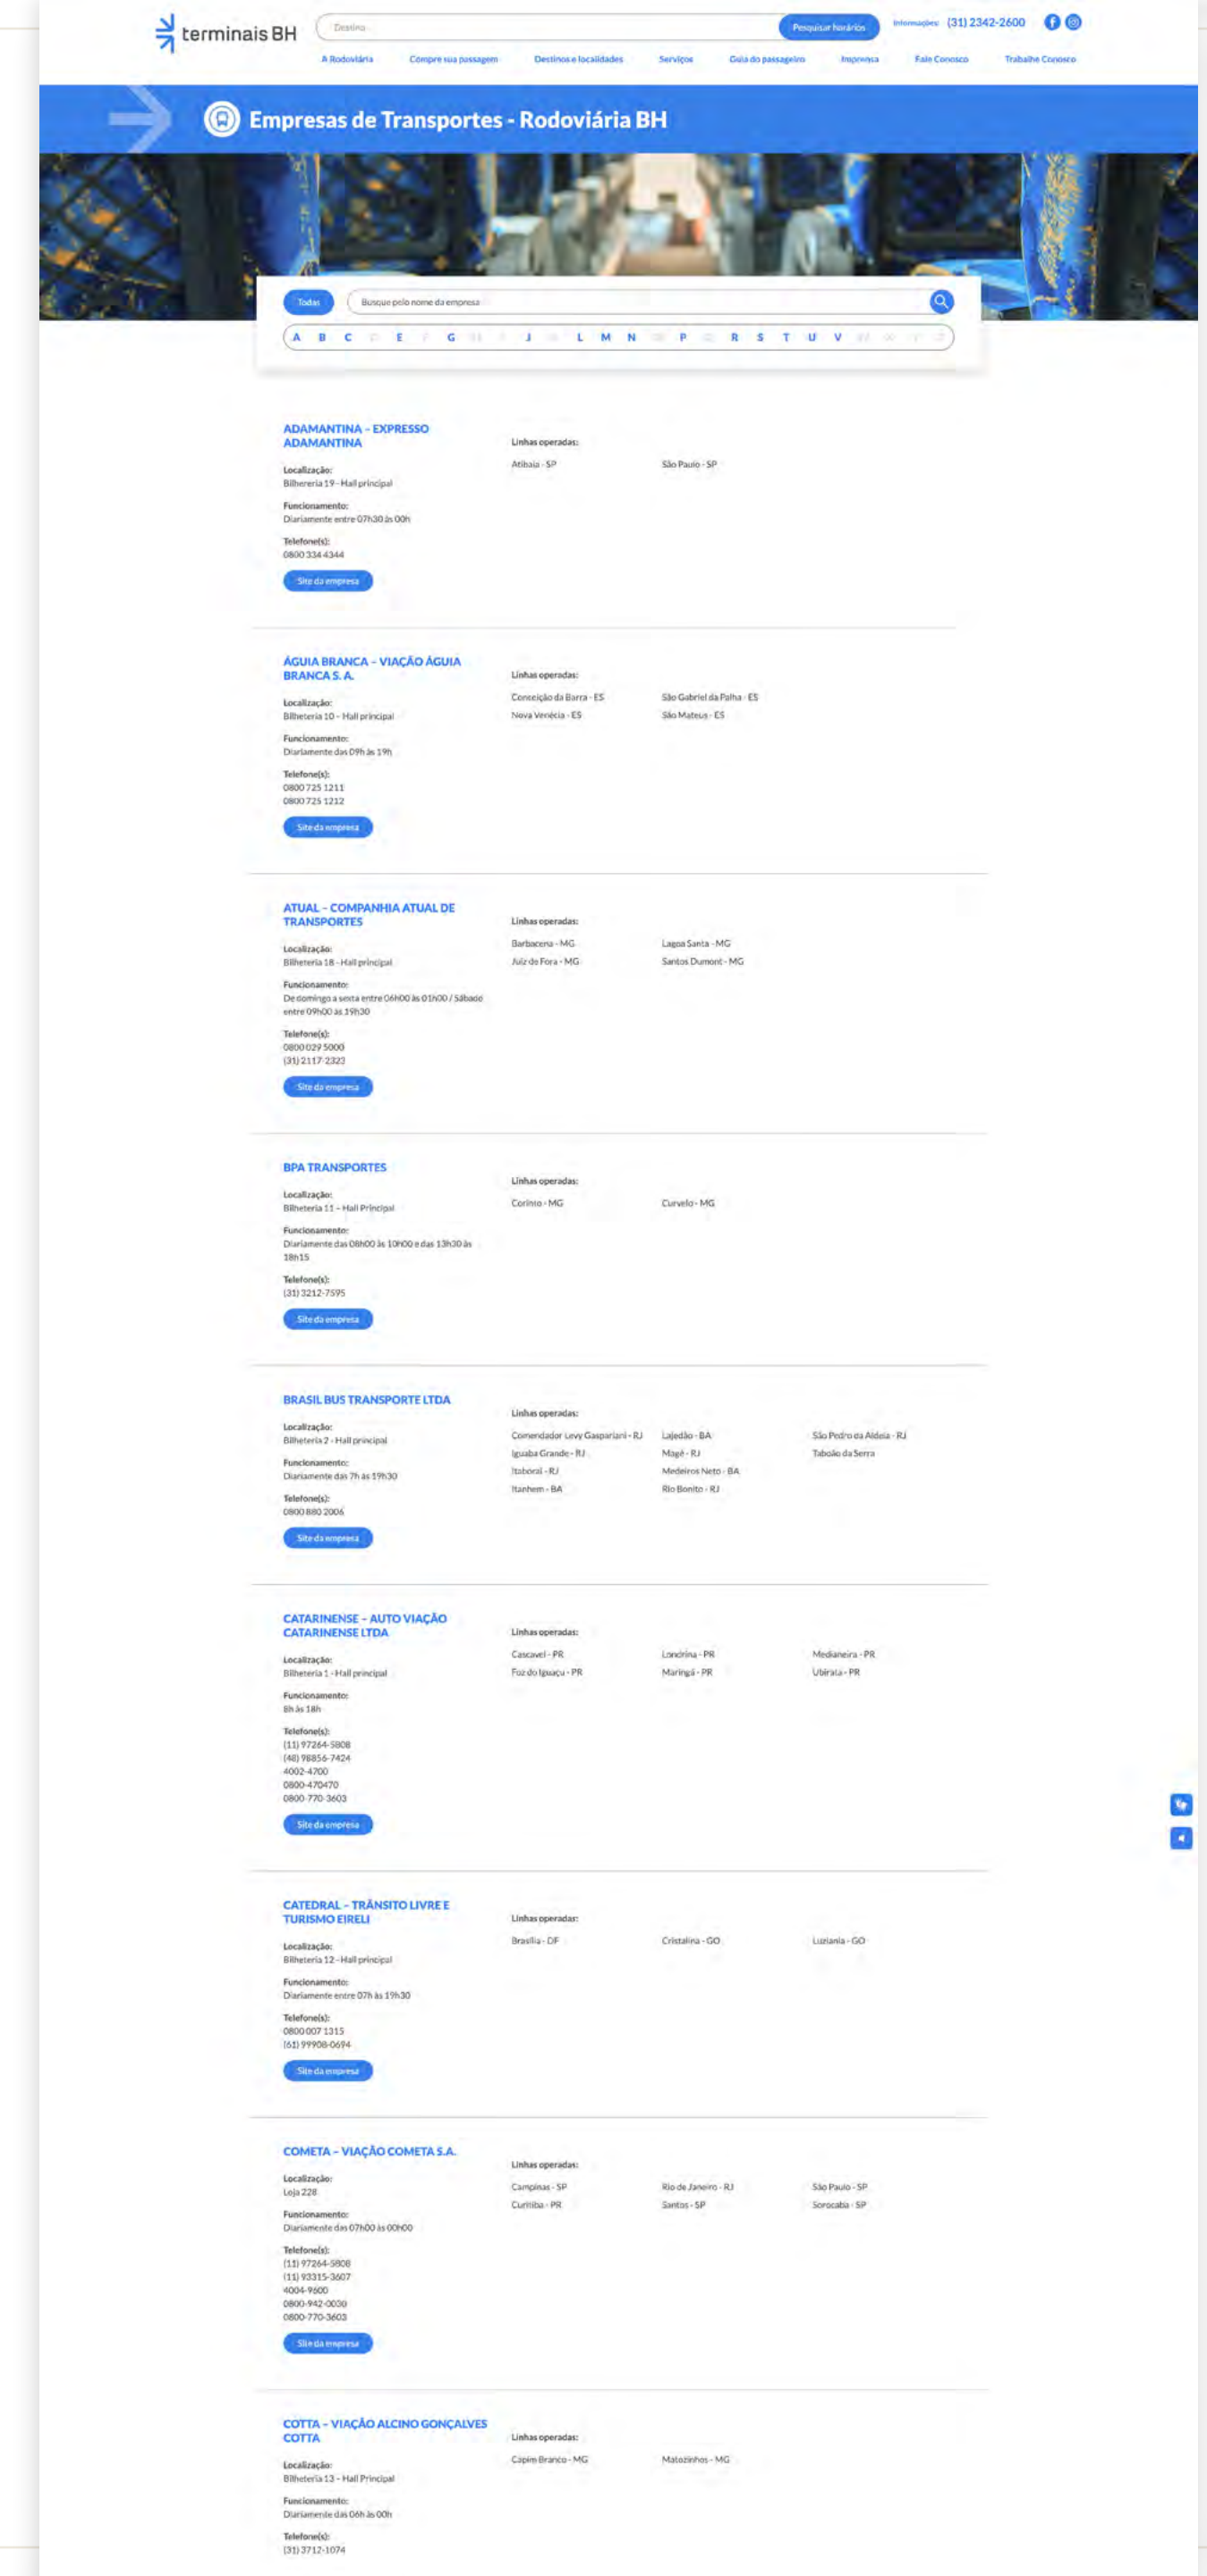 terminais BH
Destino
Pesquisar horários
Informações: (31) 2342-2600
A Rodoviária
Compre sua passagem
Destinos e localidades
Serviços
Guia do passageiro
Imprensa
Fale Conosco
Trabalhe Conosco
Empresas de Transportes - Rodoviária BH
Todas
Busque pelo nome da empresa
A B C E G J L M N P R S T U V
ADAMANTINA – EXPRESSO
ADAMANTINA
Localização:
Bilhereria 19 - Hall principal
Funcionamento:
Diariamente entre 07h30 às 00h
Telefone(s):
0800 334 4344
Site da empresa
Linhas operadas:
Atibaia - SP
São Paulo - SP
ÁGUIA BRANCA – VIAÇÃO ÁGUIA
BRANCA S. A.
Localização:
Bilheteria 10 – Hall principal
Funcionamento:
Diariamente das 09h às 19h
Telefone(s):
0800 725 1211
0800 725 1212
Site da empresa
Linhas operadas:
Conceição da Barra - ES
São Gabriel da Palha - ES
Nova Venécia - ES
São Mateus - ES
ATUAL – COMPANHIA ATUAL DE
TRANSPORTES
Localização:
Bilheteria 18 - Hall principal
Funcionamento:
De domingo a sexta entre 06h00 às 01h00 / Sábado
entre 09h00 às 19h30
Telefone(s):
0800 029 5000
(31) 2117-2323
Site da empresa
Linhas operadas:
Barbacena - MG
Lagoa Santa - MG
Juiz de Fora - MG
Santos Dumont - MG
BPA TRANSPORTES
Localização:
Bilheteria 11 – Hall Principal
Funcionamento:
Diariamente das 08h00 às 10h00 e das 13h30 às
18h15
Telefone(s):
(31) 3212-7595
Site da empresa
Linhas operadas:
Corinto - MG
Curvelo - MG
BRASIL BUS TRANSPORTE LTDA
Localização:
Bilheteria 2 - Hall principal
Funcionamento:
Diariamente das 7h às 19h30
Telefone(s):
0800 880 2006
Site da empresa
Linhas operadas:
Comendador Levy Gasparian i - RJ
Lajedão - BA
São Pedro da Aldeia - RJ
Iguaba Grande - RJ
Magé - RJ
Taboão da Serra
Itaboraí - RJ
Medeiros Neto - BA
Itanhem - BA
Rio Bonito - RJ
CATARINENSE – AUTO VIAÇÃO
CATARINENSE LTDA
Localização:
Bilheteria 1 - Hall principal
Funcionamento:
8h às 18h
Telefone(s):
(11) 97264-5808
(48) 98856-7424
4002-4700
0800-470470
0800-770-3603
Site da empresa
Linhas operadas:
Cascavel - PR
Londrina - PR
Medianeira - PR
Foz do Iguaçu - PR
Maringá - PR
Ubirata - PR
CATEDRAL – TRÂNSITO LIVRE E
TURISMO EIRELI
Localização:
Bilheteria 12 - Hall principal
Funcionamento:
Diariamente entre 07h às 19h30
Telefone(s):
0800 007 1315
(61) 99908-0694
Site da empresa
Linhas operadas:
Brasília - DF
Cristalina - GO
Luziania - GO
COMETA – VIAÇÃO COMETA S.A.
Localização:
Loja 228
Funcionamento:
Diariamente das 07h00 às 00h00
Telefone(s):
(11) 97264-5808
(11) 93315-3607
4004-9600
0800-942-0030
0800-770-3603
Site da empresa
Linhas operadas:
Campinas - SP
Rio de Janeiro - RJ
São Paulo - SP
Curitiba - PR
Santos - SP
Sorocaba - SP
COTTA – VIAÇÃO ALCINO GONÇALVES
COTTA
Localização:
Bilheteria 13 – Hall Principal
Funcionamento:
Diariamente das 06h às 00h
Telefone(s):
(31) 3712-1074
Linhas operadas:
Capim Branco - MG
Matozinhos - MG